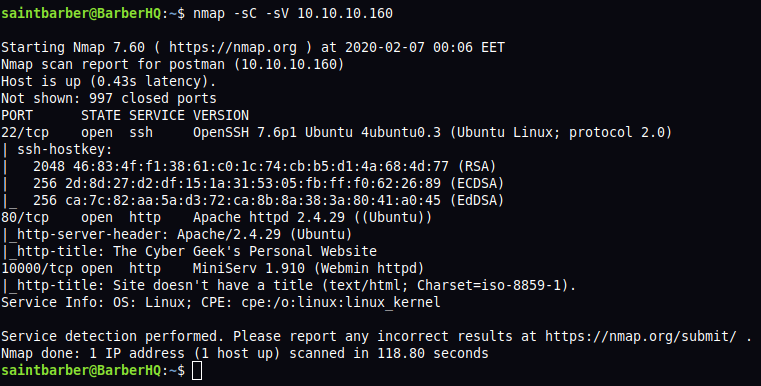 saintbarber@BarberHQ:~$ nmap -sC -sV 10.10.10.160
Starting Nmap 7.60 ( https://nmap.org ) at 2020-02-07 00:06 EET
Nmap scan report for postman (10.10.10.160)
Host is up (0.43s latency).
Not shown: 997 closed ports
PORT      STATE SERVICE VERSION
22/tcp    open  ssh     OpenSSH 7.6p1 Ubuntu 4ubuntu0.3 (Ubuntu Linux; protocol 2.0)
| ssh-hostkey:
|   2048 46:83:4f:f1:38:61:c0:1c:74:cb:b5:d1:4a:68:4d:77 (RSA)
|   256 2d:8d:27:d2:df:15:1a:31:53:05:fb:ff:f0:62:26:89 (ECDSA)
|_  256 ca:7c:82:aa:5a:d3:72:ca:8b:8a:38:3a:80:41:a0:45 (EdDSA)
80/tcp    open  http    Apache httpd 2.4.29 ((Ubuntu))
|_http-server-header: Apache/2.4.29 (Ubuntu)
|_http-title: The Cyber Geek's Personal Website
10000/tcp open  http    MiniServ 1.910 (Webmin httpd)
|_http-title: Site doesn't have a title (text/html; Charset=iso-8859-1).
Service Info: OS: Linux; CPE: cpe:/o:linux:linux_kernel
Service detection performed. Please report any incorrect results at https://nmap.org/submit/ .
Nmap done: 1 IP address (1 host up) scanned in 118.80 seconds
saintbarber@BarberHQ:~$